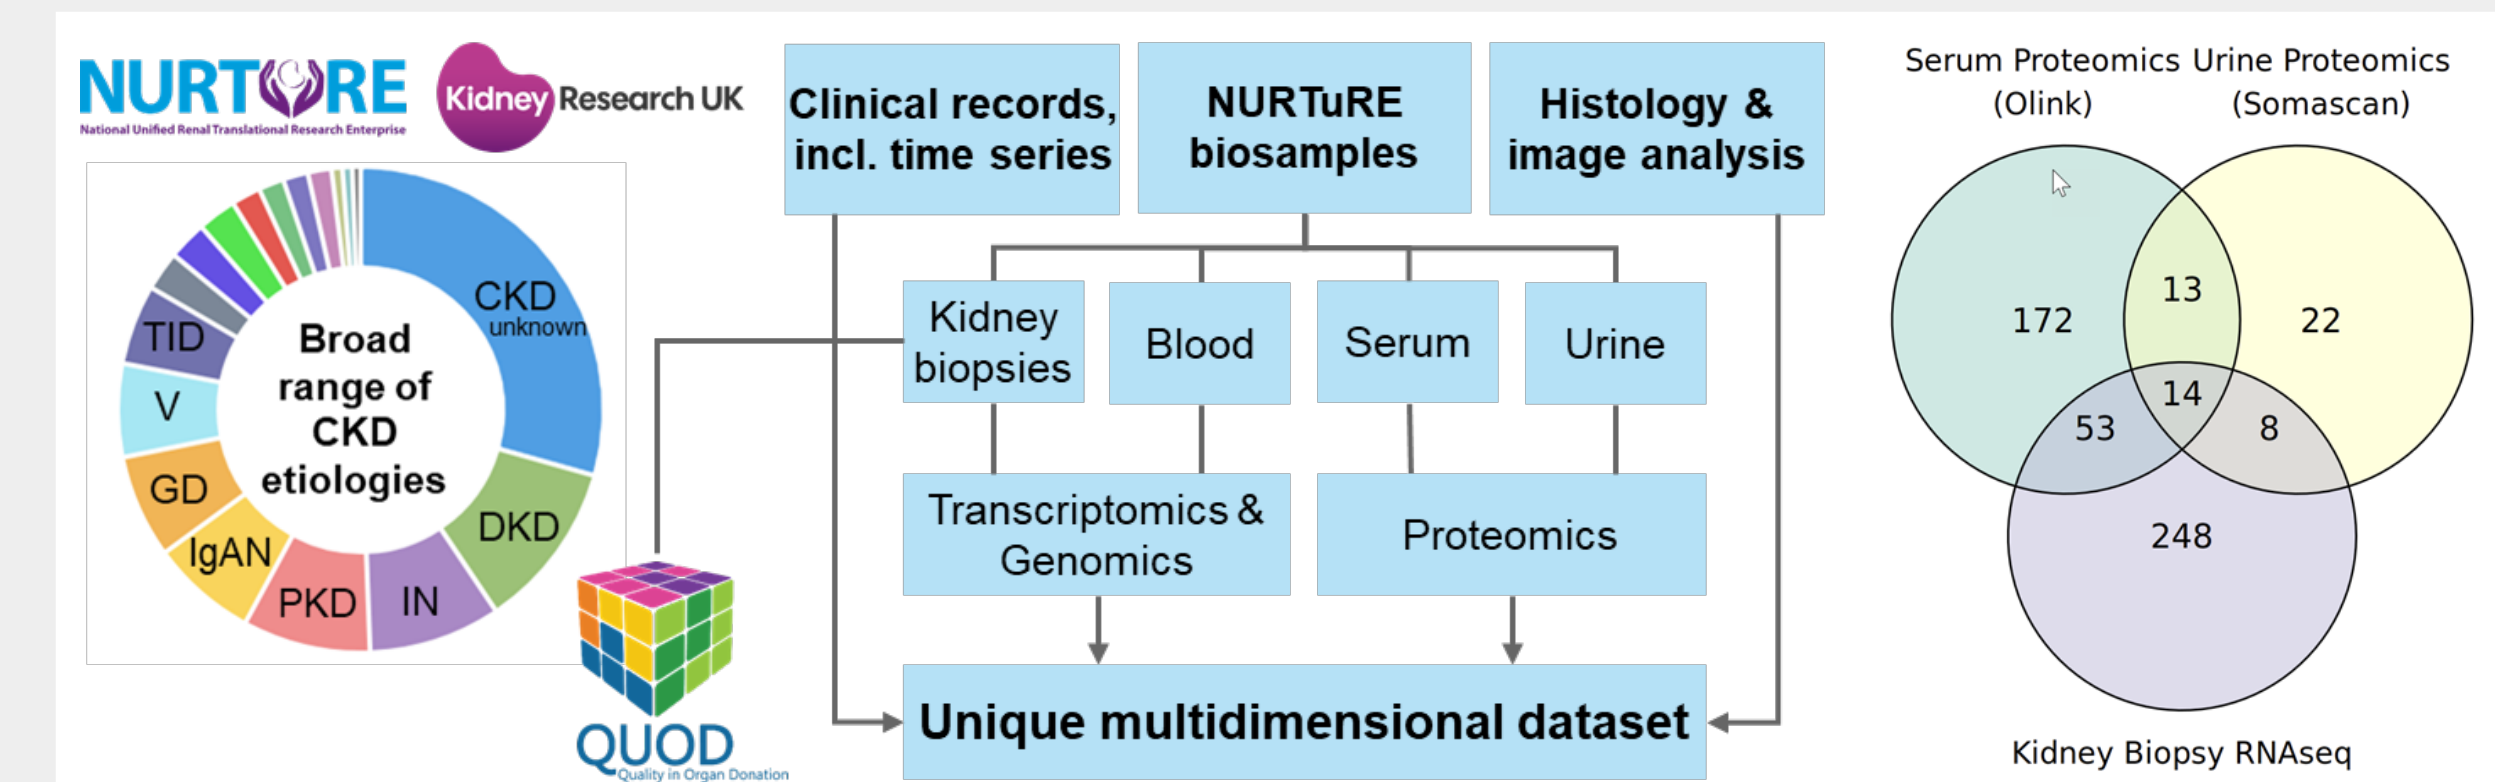 NURTuRE
National Unified Renal Translational Research Enterprise
Kidney Research UK
CKD
unknown
DKD
IN
PKD
IgAN
GD
V
TID
Broad
range of
CKD
etiologies
QUOD
Quality in Organ Donation
Clinical records,
incl. time series
NURTuRE
biosamples
Histology &
image analysis
Kidney
biopsies
Blood
Serum
Urine
Transcriptomics &
Genomics
Proteomics
Unique multidimensional dataset
Serum Proteomics
(Olink)
Urine Proteomics
(Somascan)
172
13
22
14
53
8
248
Kidney Biopsy RNAseq